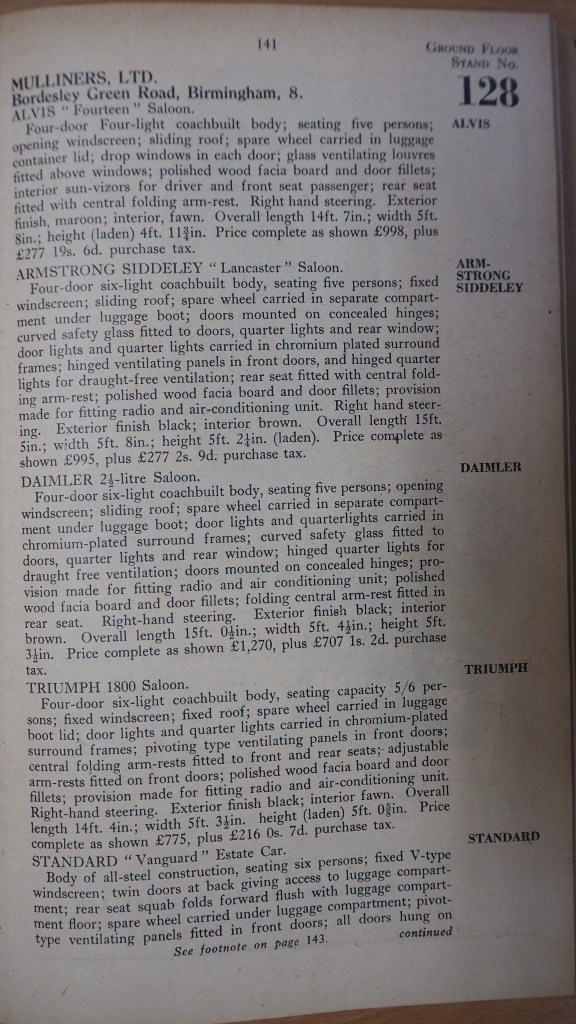 141
GROUND FLOOR
STAND NO.
128
MULLINERS, LTD.
Bordesley Green Road, Birmingham, 8.
ALVIS “ Fourteen ” Saloon.
ALVIS
Four-door Four-light coachbuilt body; seating five persons;
opening windscreen; sliding roof; spare wheel carried in luggage
container lid; drop windows in each door; glass ventilating louvres
fitted above windows; polished wood facia board and door fillets;
interior sun-vizors for driver and front seat passenger; rear seat
fitted with central folding arm-rest. Right hand steering. Exterior
finish, maroon; interior, fawn. Overall length 14ft. 7in.; width 5ft.
8in.; height (laden) 4ft. 11¾in. Price complete as shown £998, plus
£277 19s. 6d. purchase tax.
ARMSTRONG SIDDELEY “ Lancaster ” Saloon.
ARM-
STRONG
SIDDELEY
Four-door six-light coachbuilt body, seating five persons; fixed
windscreen; sliding roof; spare wheel carried in separate compart-
ment under luggage boot; doors mounted on concealed hinges;
curved safety glass fitted to doors, quarter lights and rear window;
door lights and quarter lights carried in chromium plated surround
frames; hinged ventilating panels in front doors, and hinged quarter
lights for draught-free ventilation; rear seat fitted with central fold-
ing arm-rest; polished wood facia board and door fillets; provision
made for fitting radio and air-conditioning unit. Right hand steer-
ing. Exterior finish black; interior brown. Overall length 15ft.
5in.; width 5ft. 8in.; height 5ft. 2¼in. (laden). Price complete as
shown £995, plus £277 2s. 9d. purchase tax.
DAIMLER 2½-litre Saloon.
DAIMLER
Four-door six-light coachbuilt body, seating five persons; opening
windscreen; sliding roof; spare wheel carried in separate compart-
ment under luggage boot; door lights and quarterlights carried in
chromium-plated surround frames; curved safety glass fitted to
doors, quarter lights and rear window; hinged quarter lights for
draught free ventilation; doors mounted on concealed hinges; pro-
vision made for fitting radio and air conditioning unit; polished
wood facia board and door fillets; folding central arm-rest fitted in
rear seat. Right-hand steering. Exterior finish black; interior
brown. Overall length 15ft. 0½in.; width 5ft. 4½in.; height 5ft.
3½in. Price complete as shown £1,270, plus £707 1s. 2d. purchase
tax.
TRIUMPH 1800 Saloon.
TRIUMPH
Four-door six-light coachbuilt body, seating capacity 5/6 per-
sons; fixed windscreen; fixed roof; spare wheel carried in luggage
boot lid; door lights and quarter lights carried in chromium-plated
surround frames; pivoting type ventilating panels in front doors;
central folding arm-rests fitted to front and rear seats; adjustable
arm-rests fitted on front doors; polished wood facia board and door
fillets; provision made for fitting radio and air-conditioning unit.
Right-hand steering. Exterior finish black; interior fawn. Overall
length 14ft. 4in.; width 5ft. 3½in. height (laden) 5ft. Price
complete as shown £775, plus £216 0s. 7d. purchase tax.
STANDARD “ Vanguard ” Estate Car.
STANDARD
Body of all-steel construction, seating six persons; fixed V-type
windscreen; twin doors at back giving access to luggage compart-
ment; rear seat squab folds forward flush with luggage compart-
ment floor; spare wheel carried under luggage compartment; pivot-
type ventilating panels fitted in front doors; all doors hung on
continued
See footnote on page 143.